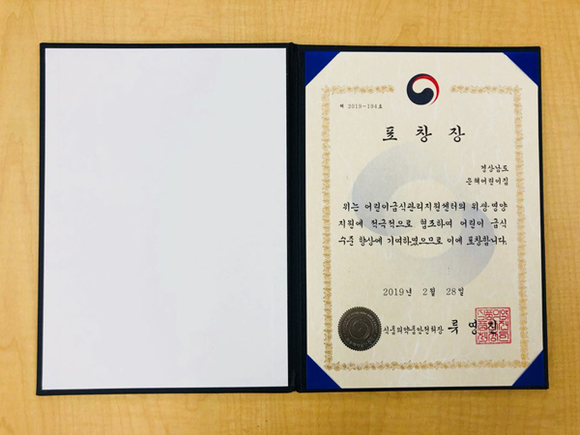 제 2019-194호
표 창 장
경상남도
든해어린이집
위는 어린이급식관리지원센터의 위생·영양
지원에 적극적으로 협조하여 어린이 급식
수준 향상에 기여하였으므로 이에 표창합니다.
2019년 2월 28일
식품의약품안전처장 류 영 진